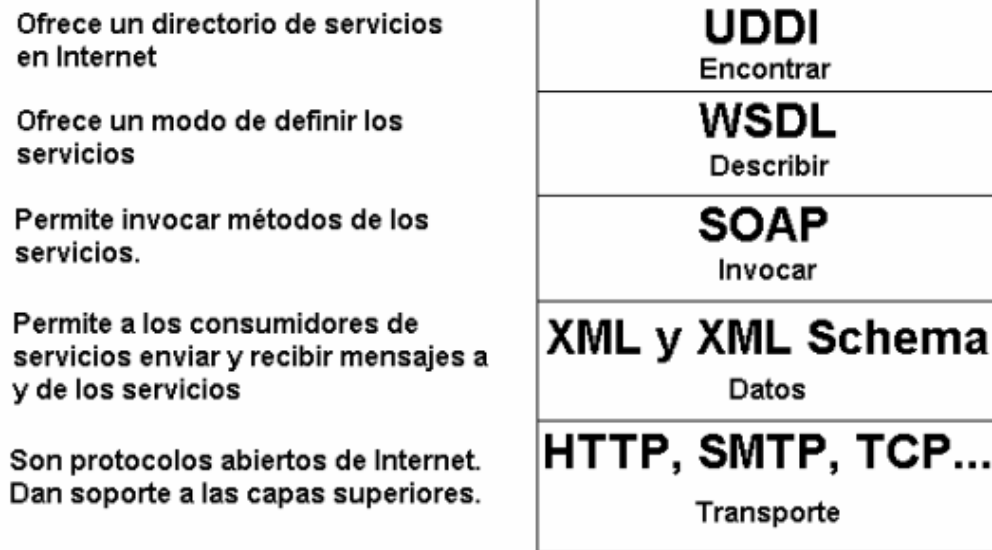 Ofrece un directorio de servicios
en Internet
UDDI
Encontrar
Ofrece un modo de definir los
servicios
WSDL
Describir
Permite invocar métodos de los
servicios.
SOAP
Invocar
Permite a los consumidores de
servicios enviar y recibir mensajes a
y de los servicios
XML y XML Schema
Datos
Son protocolos abiertos de Internet.
Dan soporte a las capas superiores.
HTTP, SMTP, TCP...
Transporte